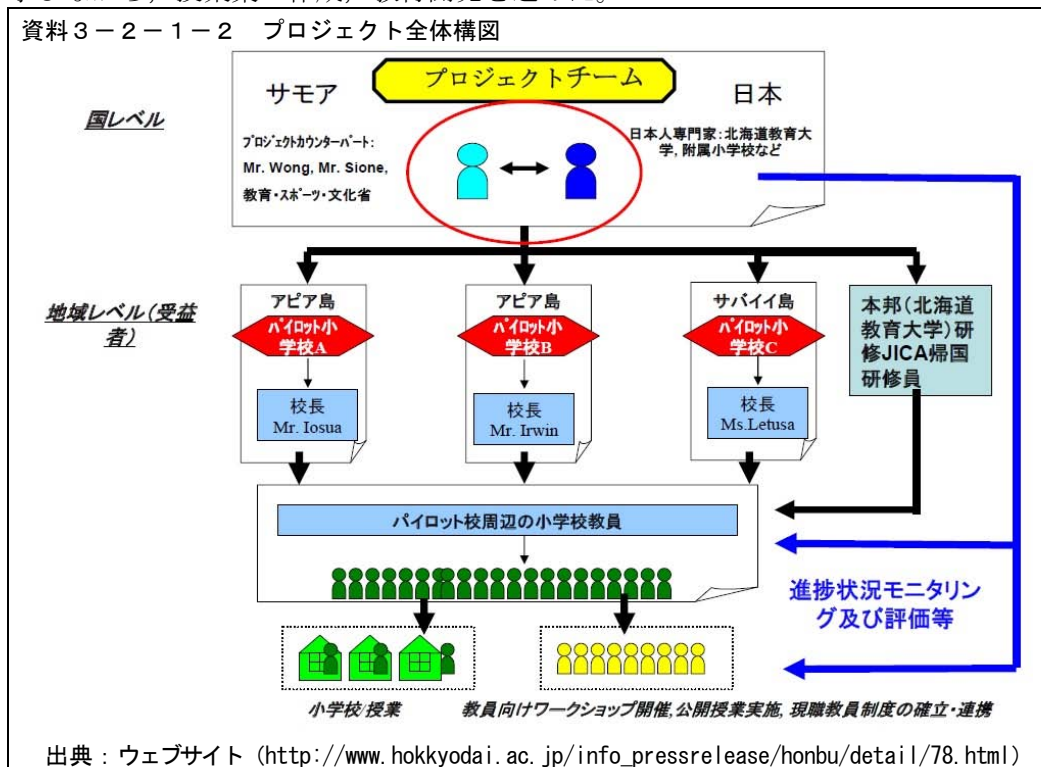 資料3-2-1-2 プロジェクト全体構図
プロジェクトチーム
サモア
日本
国レベル
プロジェクトカウンターパート:
Mr. Wong, Mr. Sione,
教育・スポーツ・文化省
日本人専門家:北海道教育大
学, 附属小学校など
地域レベル(受益
者)
アピア島
パイロット小
学校A
校長
Mr. Iosua
アピア島
パイロット小
学校B
校長
Mr. Irwin
サバイイ島
パイロット小
学校C
校長
Ms.Letusa
本邦(北海道
教育大学)研
修JICA帰国
研修員
パイロット校周辺の小学校教員
進捗状況モニタリン
グ及び評価等
小学校/授業
教員向けワークショップ開催,公開授業実施, 現職教員制度の確立・連携
出典:ウェブサイト(http://www.hokkyodai.ac.jp/info_pressrelease/honbu/detail/78.html)